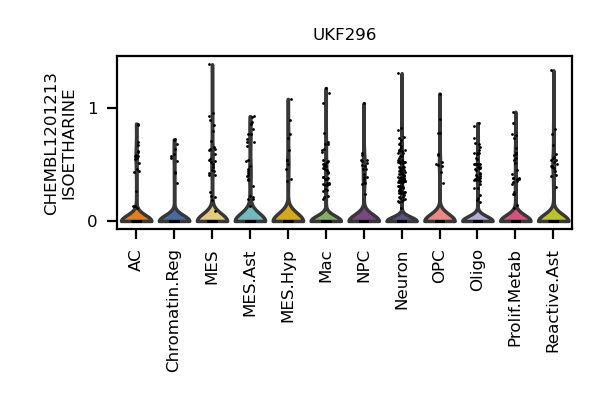 UKF296
CHEMBL1201213
ISOETHARINE
1
0
AC
Chromatin.Reg
MES
MES.Ast
MES.Hyp
Mac
NPC
Neuron
OPC
Oligo
Prolif.Metab
Reactive.Ast